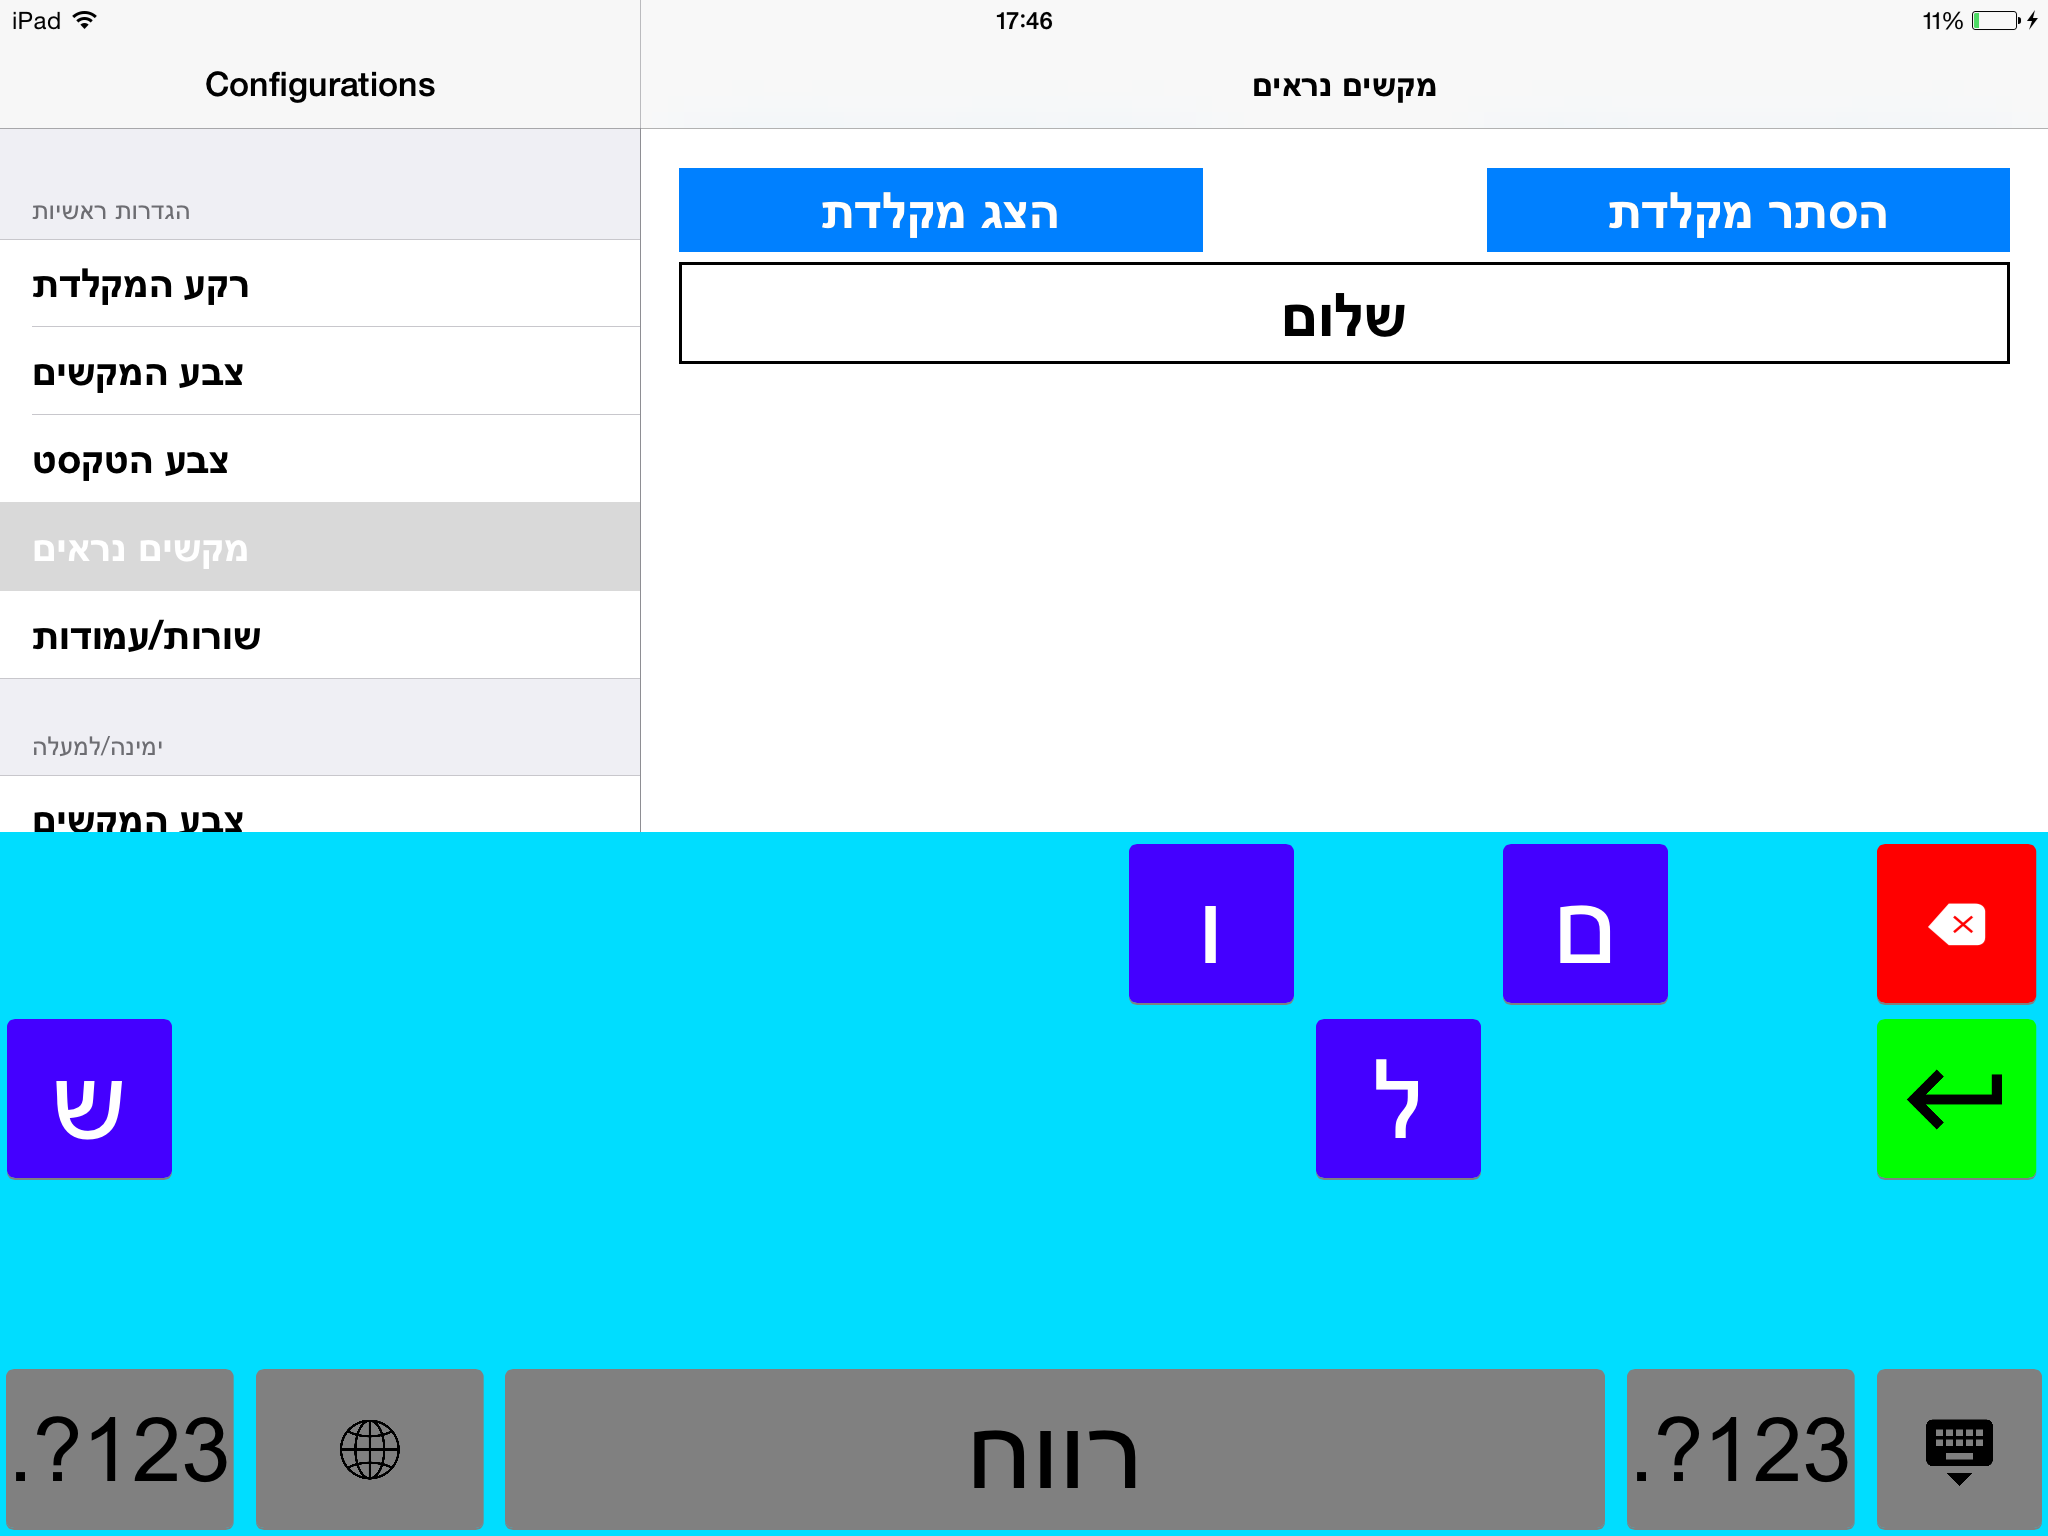 iPad 17:46 11%
Configurations
מקשים נראים
הגדרות ראשיות
רקע המקלדת
צבע המקשים
צבע הטקסט
מקשים נראים
שורות/עמודות
ימינה/למעלה
צבע המקשים
הצג מקלדת
הסתר מקלדת
שלום
ו
ם
ש
ל
.?123
רווח
.?123